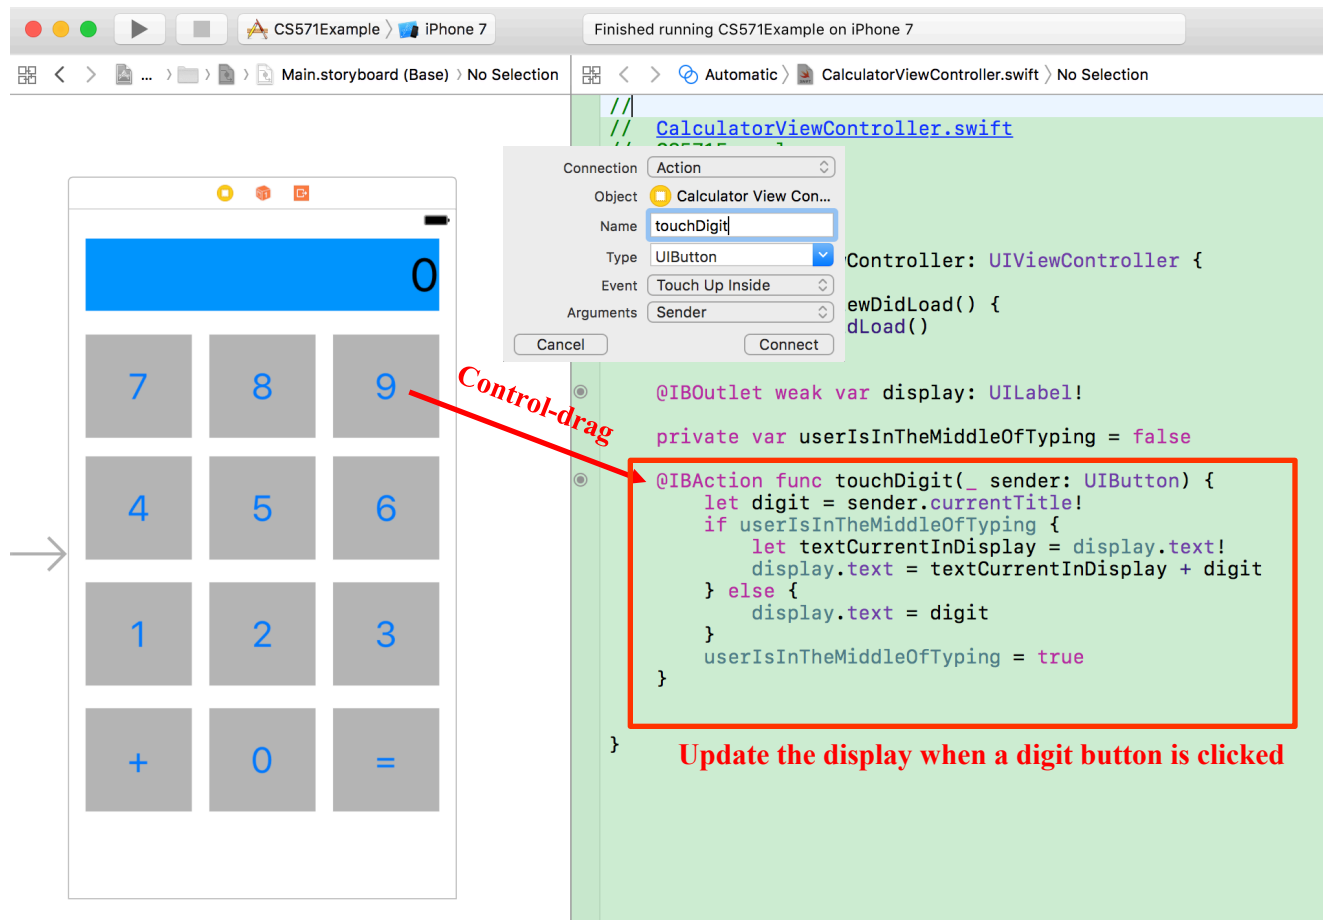 CS571Example iPhone 7
Finished running CS571Example on iPhone 7
... Main.storyboard (Base) No Selection
Automatic CalculatorViewController.swift No Selection
//
// CalculatorViewController.swift
Connection Action
Object Calculator View Con...
Name touchDigit
Type UIButton
Event Touch Up Inside
Arguments Sender
Cancel Connect
Controller: UIViewController {
ewDidLoad() {
dLoad()
0
7 8 9
4 5 6
1 2 3
+ 0 =
Control-drag
@IBOutlet weak var display: UILabel!
private var userIsInTheMiddleOfTyping = false
@IBAction func touchDigit(_ sender: UIButton) {
let digit = sender.currentTitle!
if userIsInTheMiddleOfTyping {
let textCurrentInDisplay = display.text!
display.text = textCurrentInDisplay + digit
} else {
display.text = digit
}
userIsInTheMiddleOfTyping = true
}
}
Update the display when a digit button is clicked